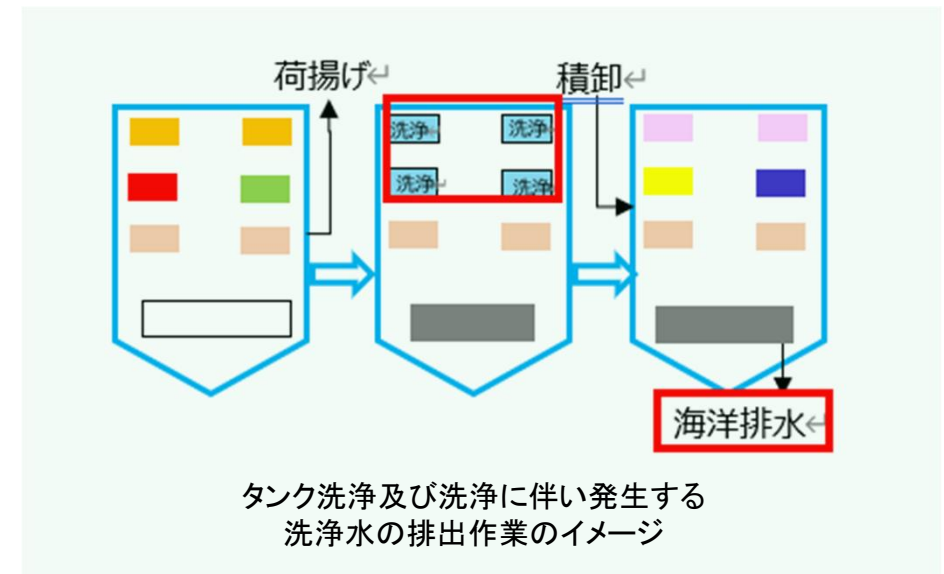 荷揚げ↵
積卸↵
洗浄↵
洗浄↵
洗浄↵
洗浄↵
海洋排水↵
タンク洗浄及び洗浄に伴い発生する
洗浄水の排出作業のイメージ